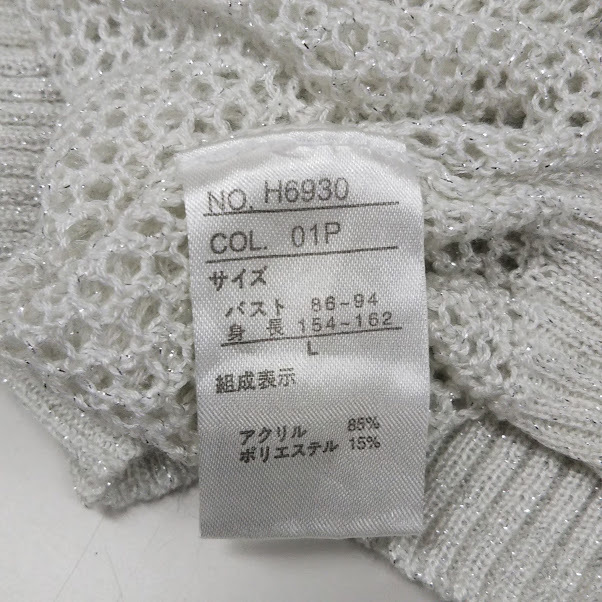 NO. H6930
COL. 01P
サイズ
バスト 86-94
身長 154-162
L
組成表示
アクリル 85%
ポリエステル 15%